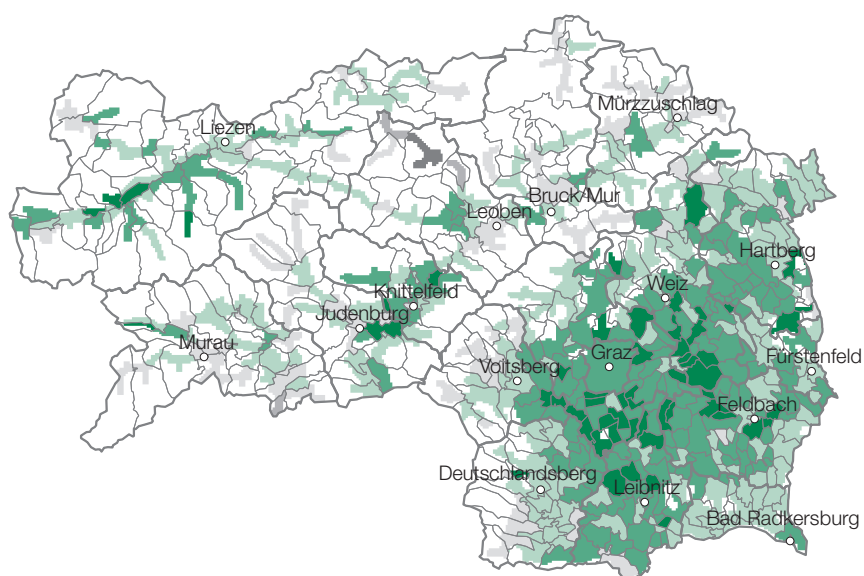 Mürzzuschlag
Liezen
Bruck/Mur
Leoben
Hartberg
Weiz
Knittelfeld
Judenburg
Murau
Graz
Voitsberg
Fürstenfeld
Feldbach
Deutschlandsberg
Leibnitz
Bad Radkersburg